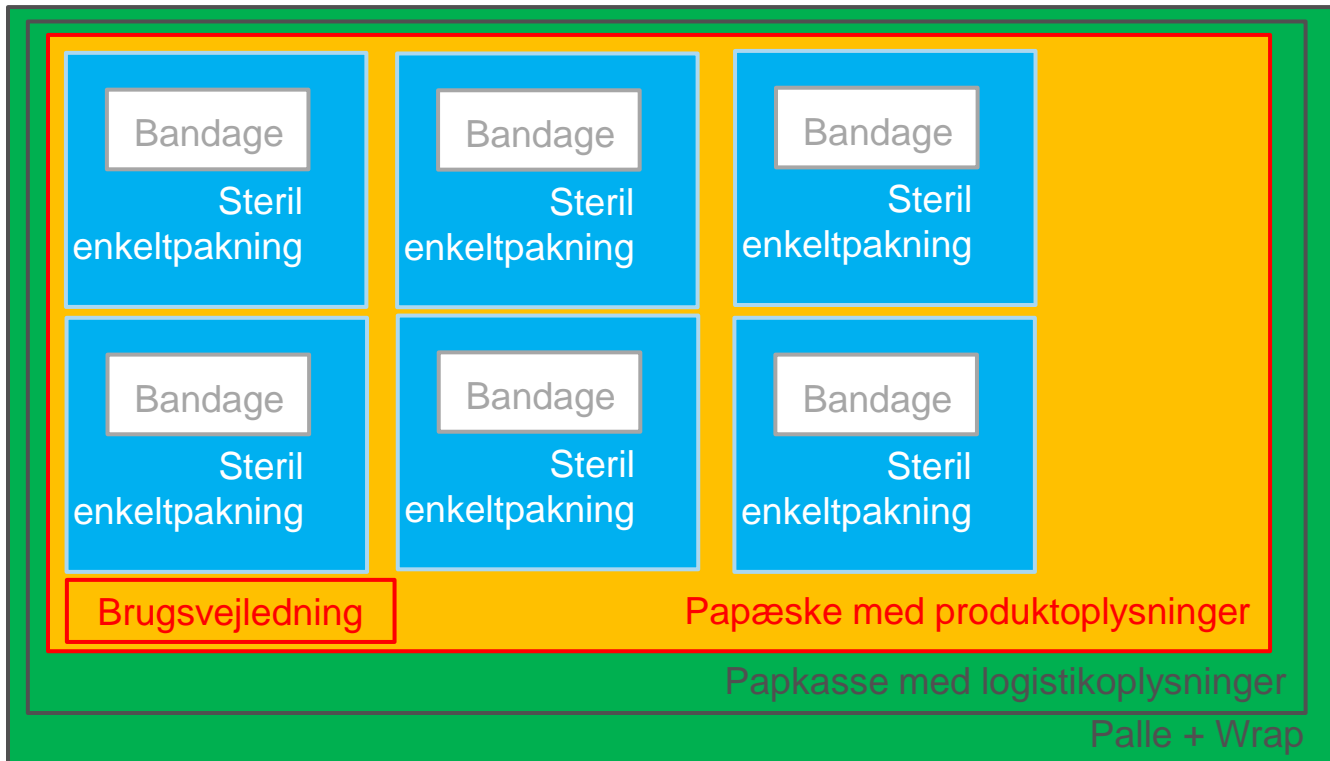 Bandage
Steril
enkeltpakning
Bandage
Steril
enkeltpakning
Bandage
Steril
enkeltpakning
Bandage
Steril
enkeltpakning
Bandage
Steril
enkeltpakning
Bandage
Steril
enkeltpakning
Brugsvejledning
Papæske med produktoplysninger
Papkasse med logistikoplysninger
Palle + Wrap